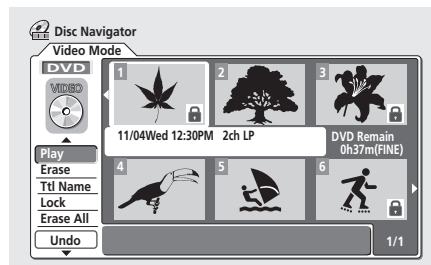 Disc Navigator
Video Mode
DVD
VIDEO
1
2
3
11/04Wed 12:30PM 2ch LP
DVD Remain
0h37m(FINE)
Play
Erase
Ttl Name
Lock
Erase All
Undo
4
5
6
1/1